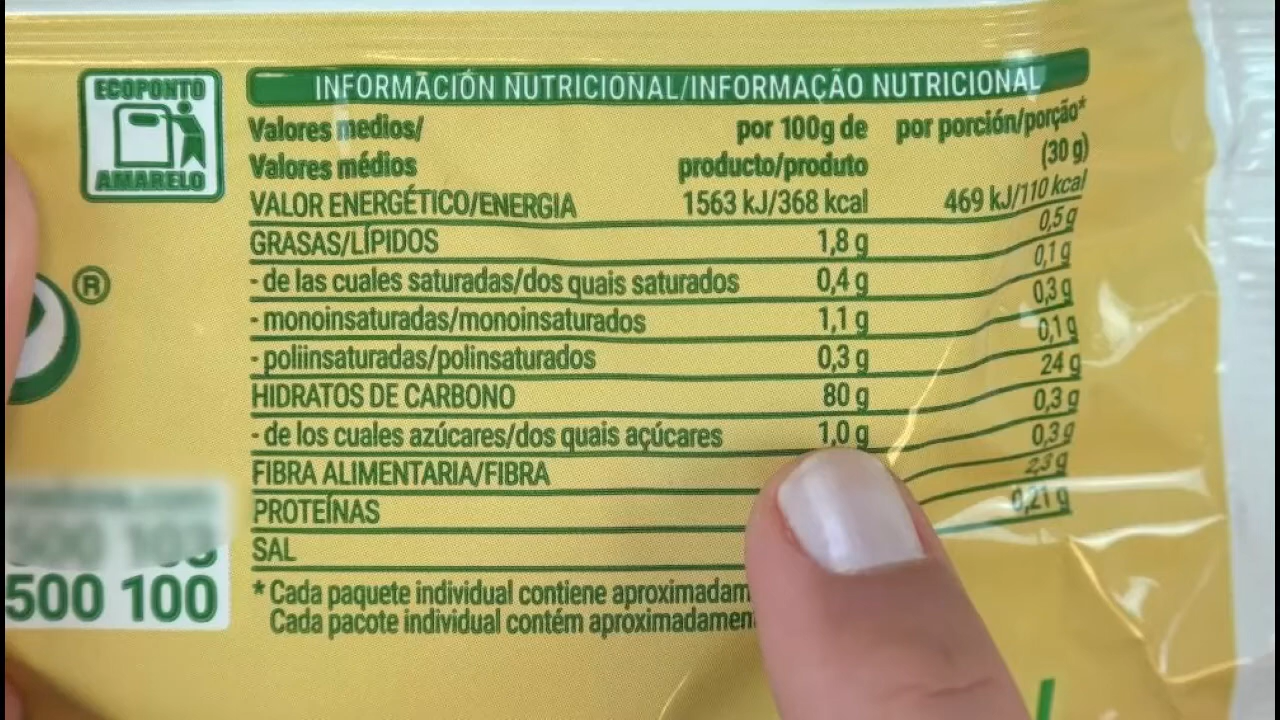 ECOPONTO
AMARELO
®
INFORMACIÓN NUTRICIONAL/INFORMAÇÃO NUTRICIONAL
Valores medios/ por 100g de por porción/porção*
Valores médios producto/produto (30 g)
VALOR ENERGÉTICO/ENERGIA 1563 kJ/368 kcal 469 kJ/110 kcal
GRASAS/LÍPIDOS 1,8 g 0,5 g
- de las cuales saturadas/dos quais saturados 0,4 g 0,1 g
- monoinsaturadas/monoinsaturados 1,1 g 0,3 g
- poliinsaturadas/polinsaturados 0,3 g 0,1 g
HIDRATOS DE CARBONO 80 g 24 g
- de los cuales azúcares/dos quais açúcares 1,0 g 0,3 g
FIBRA ALIMENTARIA/FIBRA 0,3 g
PROTEÍNAS 2,3 g
SAL 0,21 g
* Cada paquete individual contiene aproximadam
Cada pacote individual contém aproximadamen
500 100